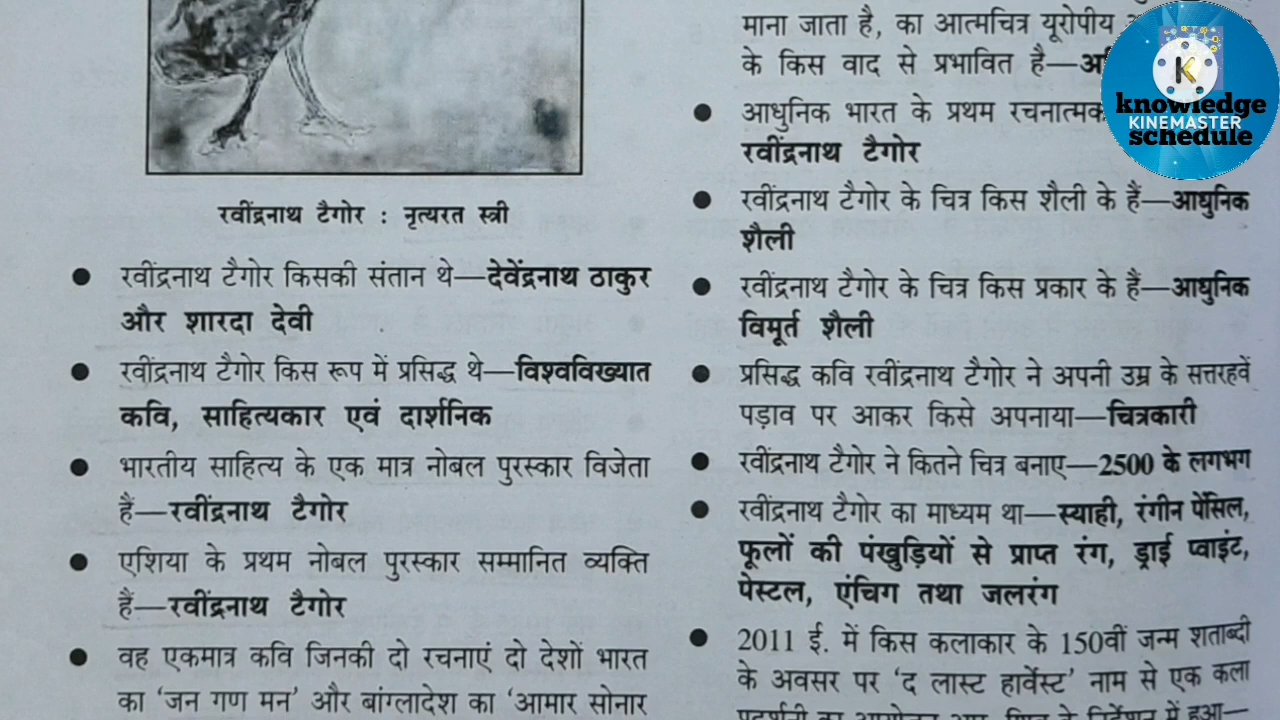 रवींद्रनाथ टैगोर : नृत्यरत स्त्री
● रवींद्रनाथ टैगोर किसकी संतान थे—देवेंद्रनाथ ठाकुर
और शारदा देवी
● रवींद्रनाथ टैगोर किस रूप में प्रसिद्ध थे—विश्वविख्यात
कवि, साहित्यकार एवं दार्शनिक
● भारतीय साहित्य के एक मात्र नोबल पुरस्कार विजेता
हैं—रवींद्रनाथ टैगोर
● एशिया के प्रथम नोबल पुरस्कार सम्मानित व्यक्ति
हैं—रवींद्रनाथ टैगोर
● वह एकमात्र कवि जिनकी दो रचनाएं दो देशों भारत
का ‘जन गण मन’ और बांग्लादेश का ‘आमार सोनार
माना जाता है, का आत्मचित्र यूरोपीय
के किस वाद से प्रभावित है—
● आधुनिक भारत के प्रथम रचनात्मक
रवींद्रनाथ टैगोर
● रवींद्रनाथ टैगोर के चित्र किस शैली के हैं—आधुनिक
शैली
● रवींद्रनाथ टैगोर के चित्र किस प्रकार के हैं—आधुनिक
विमूर्त शैली
● प्रसिद्ध कवि रवींद्रनाथ टैगोर ने अपनी उम्र के सत्तरहवें
पड़ाव पर आकर किसे अपनाया—चित्रकारी
● रवींद्रनाथ टैगोर ने कितने चित्र बनाए—2500 के लगभग
● रवींद्रनाथ टैगोर का माध्यम था—स्याही, रंगीन पेंसिल,
फूलों की पंखुड़ियों से प्राप्त रंग, ड्राई प्वाइंट,
पेस्टल, एंचिग तथा जलरंग
● 2011 ई. में किस कलाकार के 150वीं जन्म शताब्दी
के अवसर पर ‘द लास्ट हार्वेस्ट’ नाम से एक कला
K
knowledge
KINEMASTER
schedule